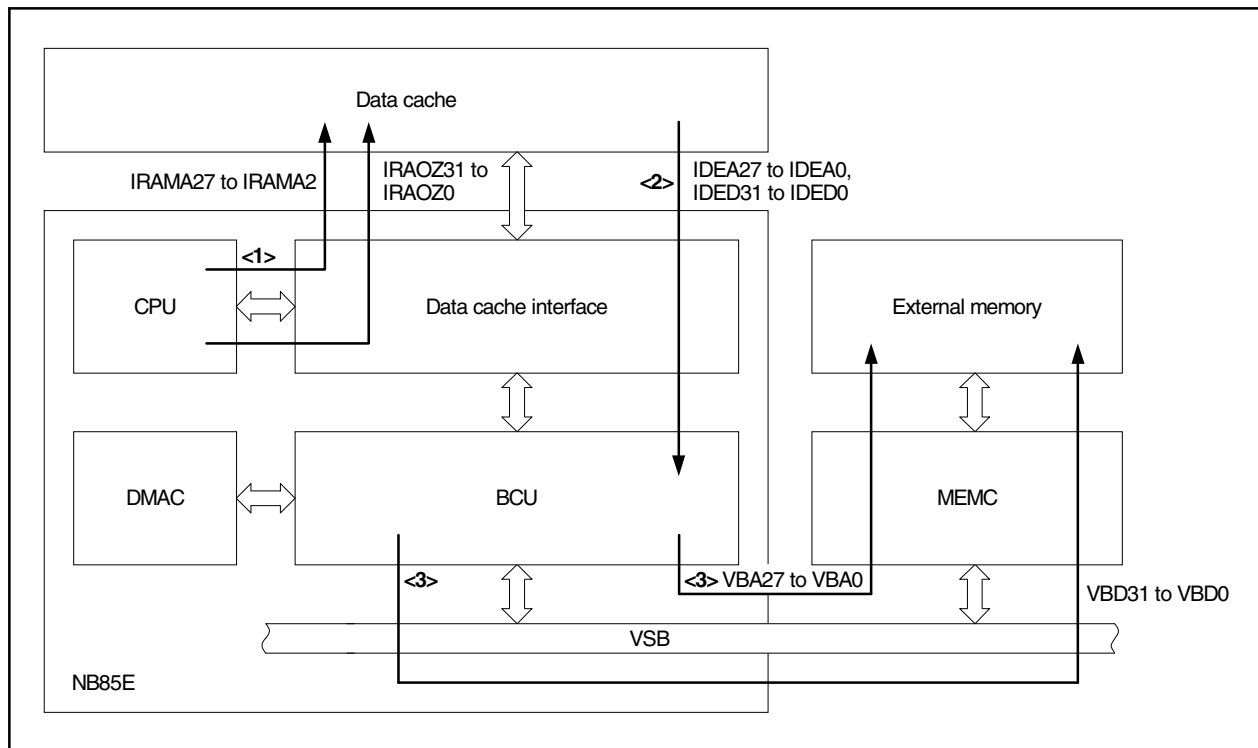 Data cache
IRAMA27 to IRAMA2
IRAOZ31 to
IRAOZ0
<2>
IDEA27 to IDEA0,
IDED31 to IDED0
<1>
CPU
Data cache interface
External memory
DMAC
BCU
MEMC
<3>
<3> VBA27 to VBA0
VBD31 to VBD0
VSB
NB85E